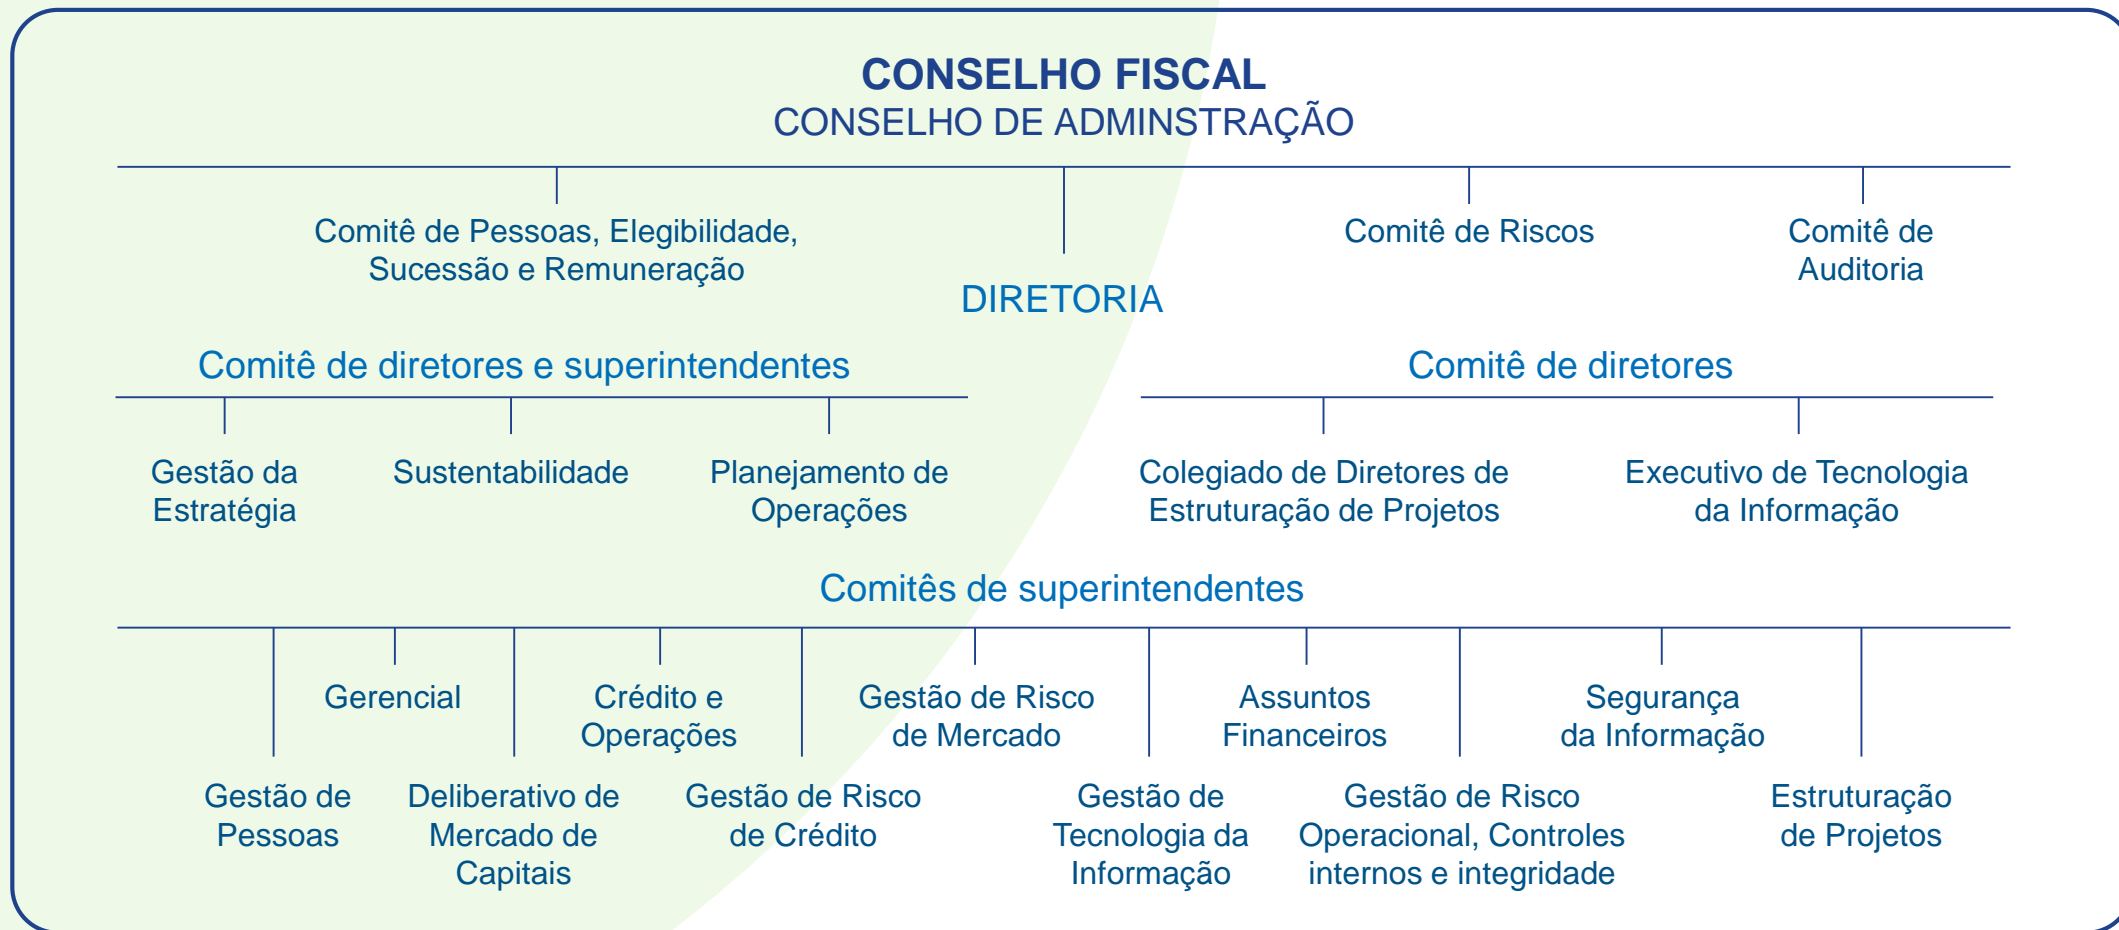 CONSELHO FISCAL
CONSELHO DE ADMINSTRAÇÃO
Comitê de Pessoas, Elegibilidade,
Sucessão e Remuneração
Comitê de Riscos
Comitê de
Auditoria
DIRETORIA
Comitê de diretores e superintendentes
Gestão da
Estratégia
Sustentabilidade
Planejamento de
Operações
Comitê de diretores
Colegiado de Diretores de
Estruturação de Projetos
Executivo de Tecnologia
da Informação
Comitês de superintendentes
Gestão de
Pessoas
Gerencial
Deliberativo de
Mercado de
Capitais
Crédito e
Operações
Gestão de Risco
de Crédito
Gestão de Risco
de Mercado
Gestão de
Tecnologia da
Informação
Assuntos
Financeiros
Gestão de Risco
Operacional, Controles
internos e integridade
Segurança
da Informação
Estruturação
de Projetos